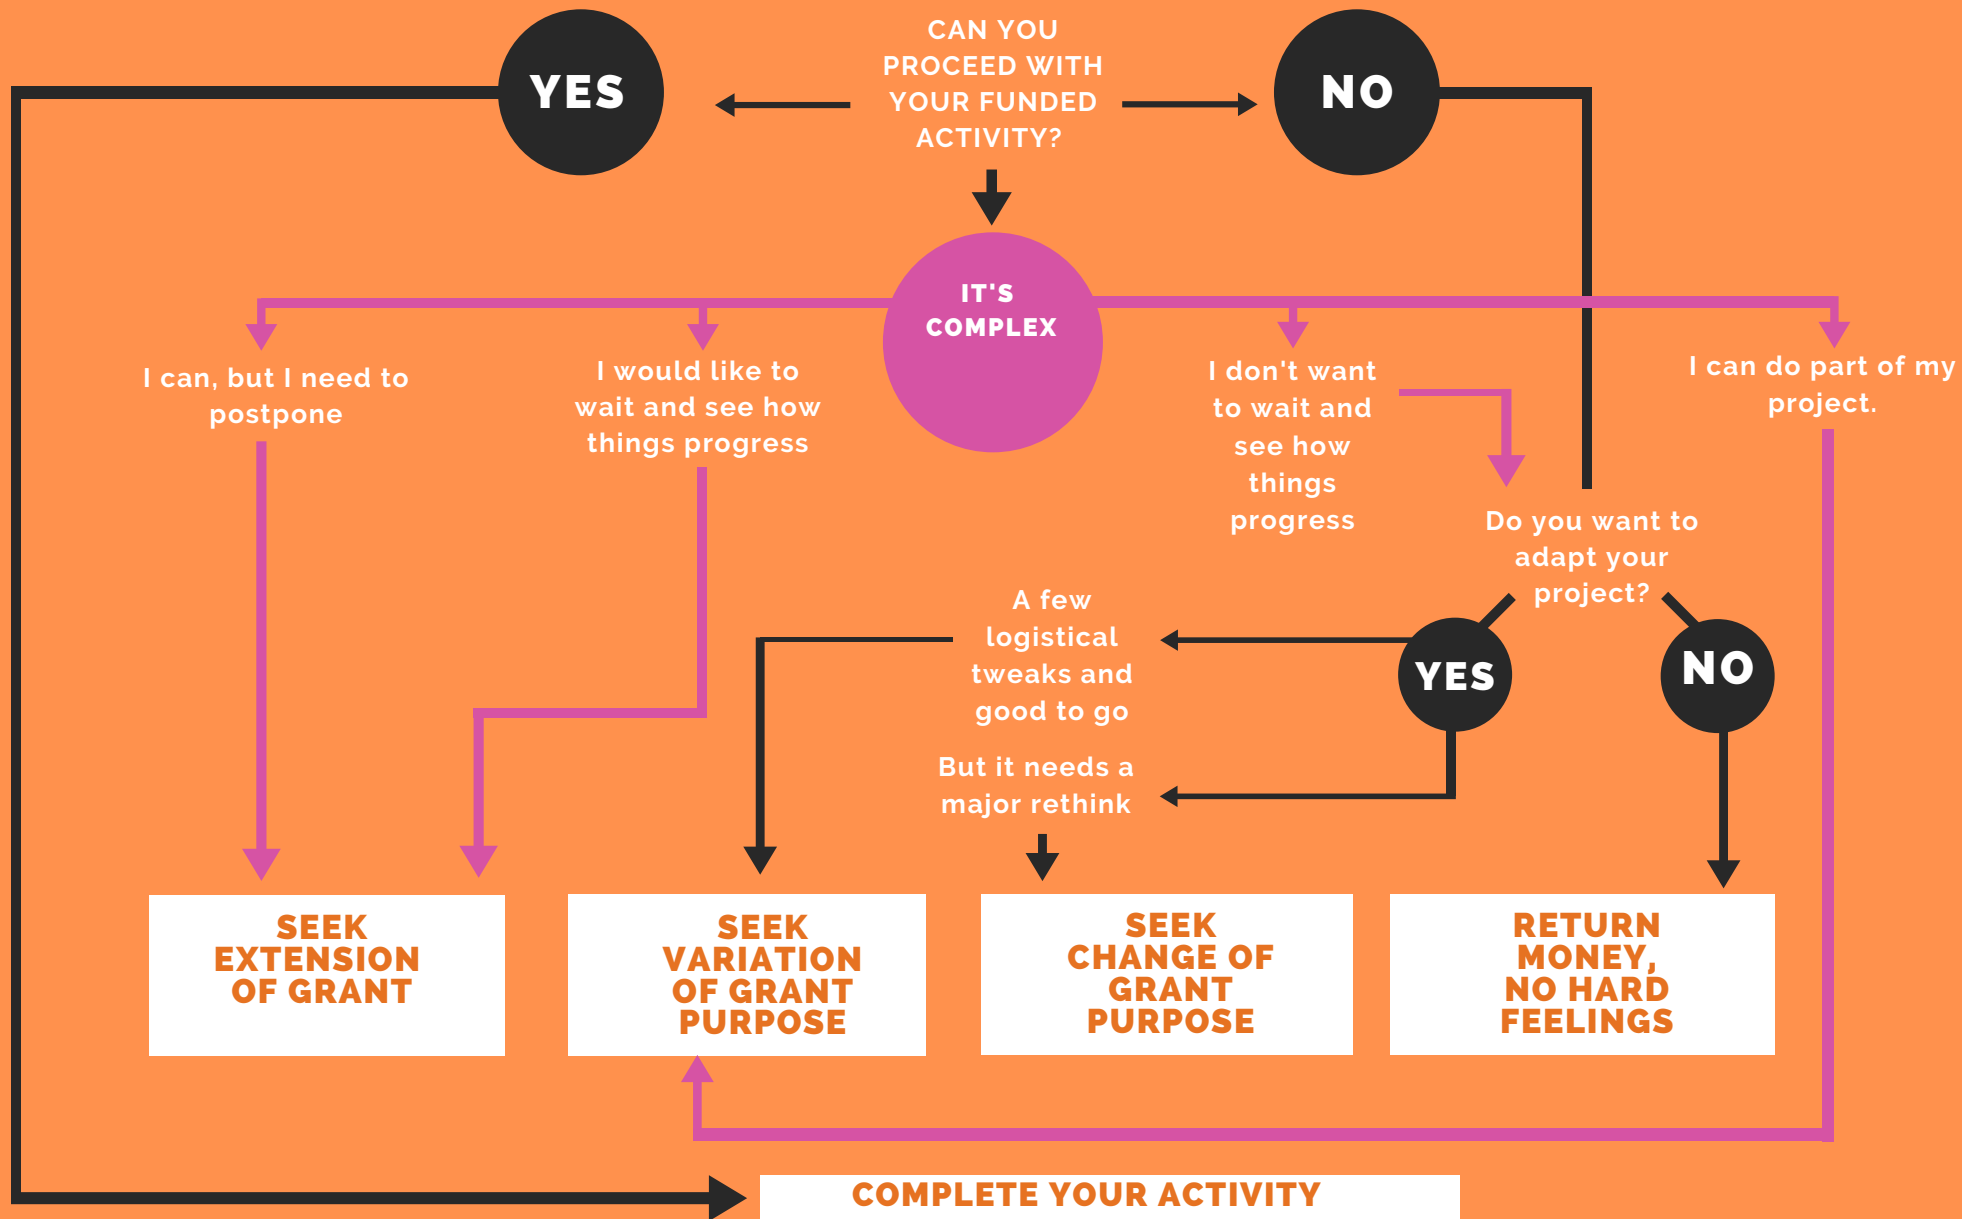 CAN YOU
PROCEED WITH
YOUR FUNDED
ACTIVITY?
YES
NO
IT'S
COMPLEX
I can, but I need to
postpone
I would like to
wait and see how
things progress
I don't want
to wait and
see how
things
progress
I can do part of my
project.
Do you want to
adapt your
project?
YES
NO
A few
logistical
tweaks and
good to go
But it needs a
major rethink
SEEK
EXTENSION
OF GRANT
SEEK
VARIATION
OF GRANT
PURPOSE
SEEK
CHANGE OF
GRANT
PURPOSE
RETURN
MONEY,
NO HARD
FEELINGS
COMPLETE YOUR ACTIVITY